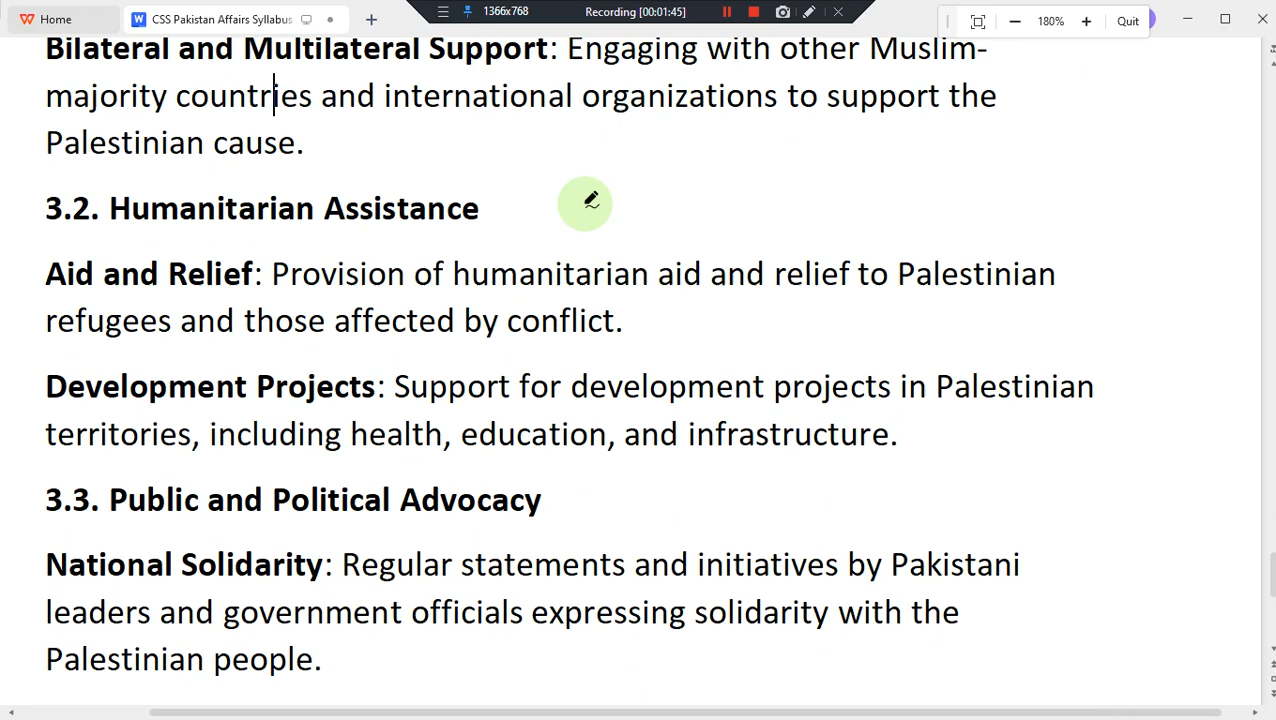 Home
CSS Pakistan Affairs Syllabus
1366x768
Recording [00:01:45]
180%
Quit
Bilateral and Multilateral Support: Engaging with other Muslim-
majority countries and international organizations to support the
Palestinian cause.
3.2. Humanitarian Assistance
Aid and Relief: Provision of humanitarian aid and relief to Palestinian
refugees and those affected by conflict.
Development Projects: Support for development projects in Palestinian
territories, including health, education, and infrastructure.
3.3. Public and Political Advocacy
National Solidarity: Regular statements and initiatives by Pakistani
leaders and government officials expressing solidarity with the
Palestinian people.